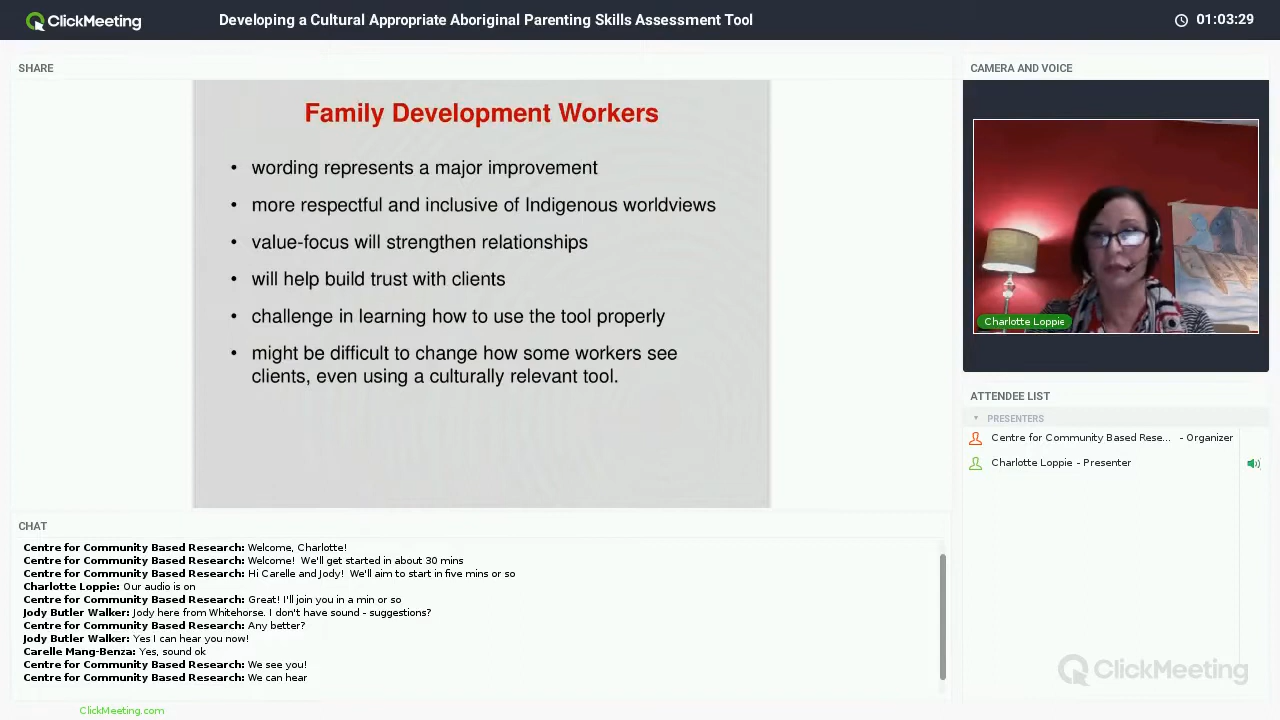 ClickMeeting
Developing a Cultural Appropriate Aboriginal Parenting Skills Assessment Tool
01:03:29
SHARE
Family Development Workers
• wording represents a major improvement
• more respectful and inclusive of Indigenous worldviews
• value-focus will strengthen relationships
• will help build trust with clients
• challenge in learning how to use the tool properly
• might be difficult to change how some workers see
clients, even using a culturally relevant tool.
CAMERA AND VOICE
Charlotte Loppie
ATTENDEE LIST
PRESENTERS
Centre for Community Based Rese... - Organizer
Charlotte Loppie - Presenter
CHAT
Centre for Community Based Research: Welcome, Charlotte!
Centre for Community Based Research: Welcome! We'll get started in about 30 mins
Centre for Community Based Research: Hi Carelle and Jody! We'll aim to start in five mins or so
Charlotte Loppie: Our audio is on
Centre for Community Based Research: Great! I'll join you in a min or so
Jody Butler Walker: Jody here from Whitehorse. I don't have sound - suggestions?
Centre for Community Based Research: Any better?
Jody Butler Walker: Yes I can hear you now!
Carelle Mang-Benza: Yes, sound ok
Centre for Community Based Research: We see you!
Centre for Community Based Research: We can hear
ClickMeeting
ClickMeeting.com